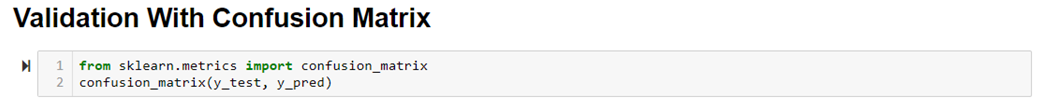 Validation With Confusion Matrix
1 from sklearn.metrics import confusion_matrix
2 confusion_matrix(y_test, y_pred)